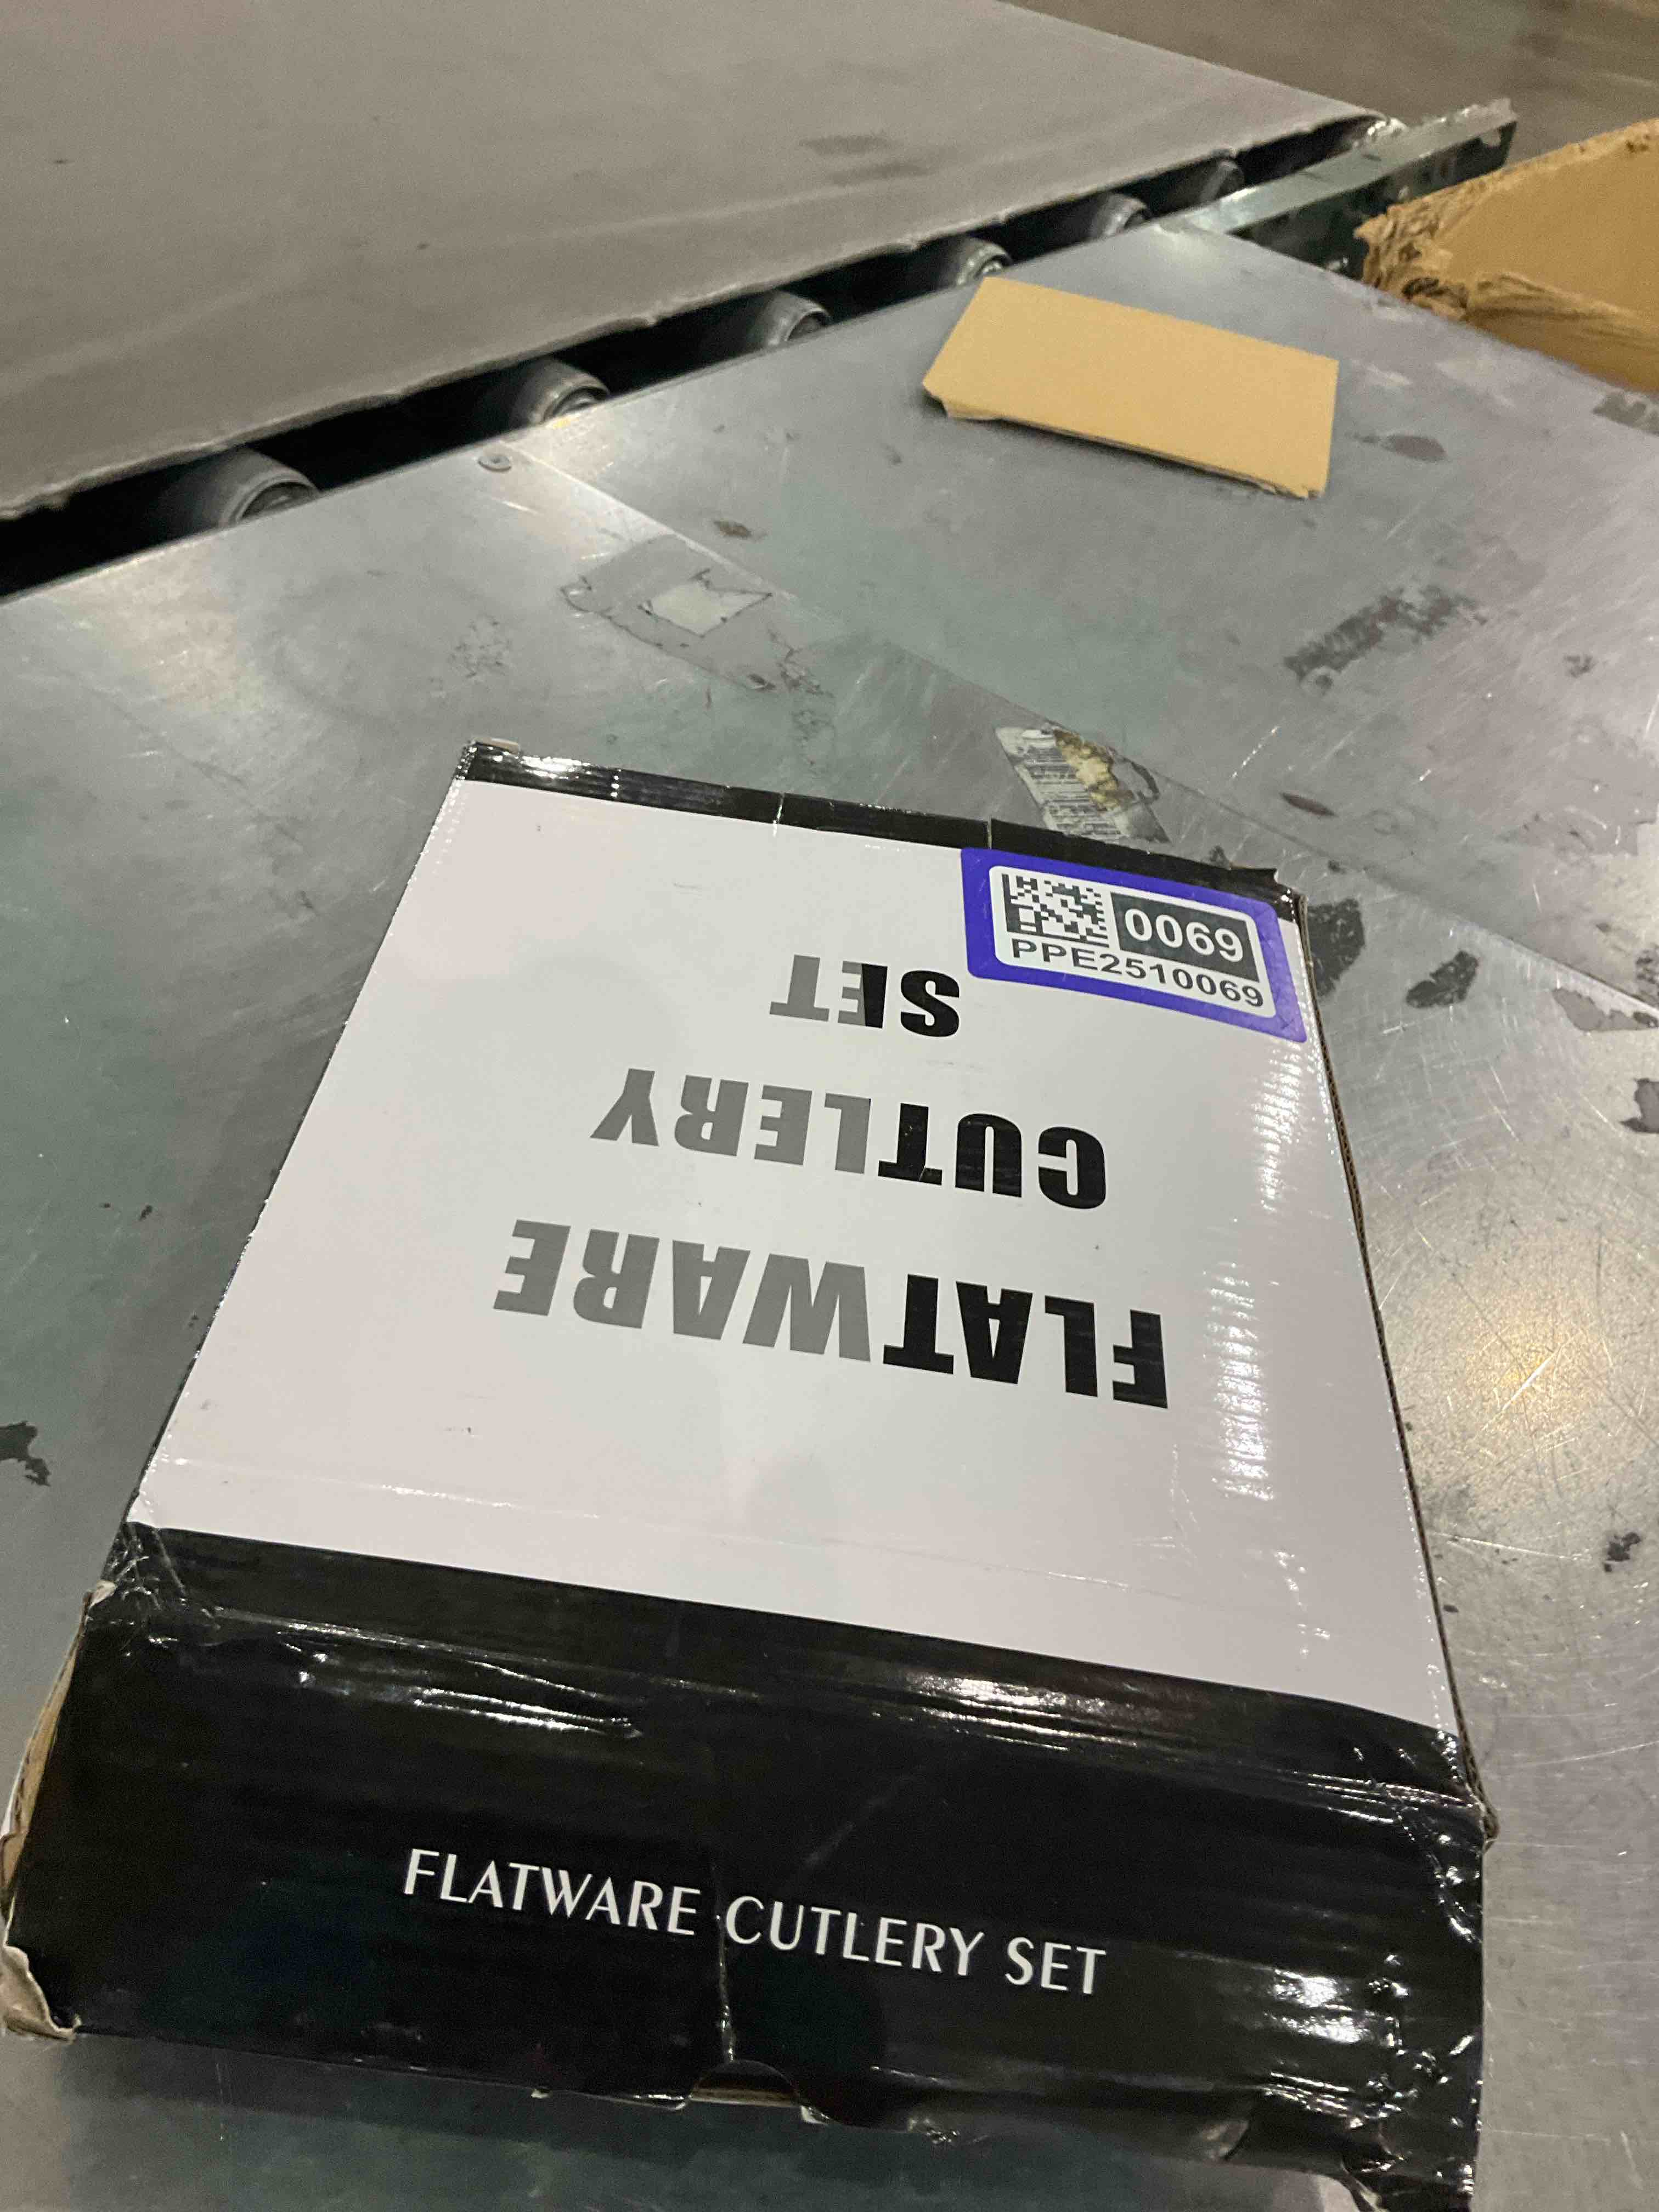 0069
PPE2510069
FLATWARE
CUTLERY
SET
FLATWARE CUTLERY SET